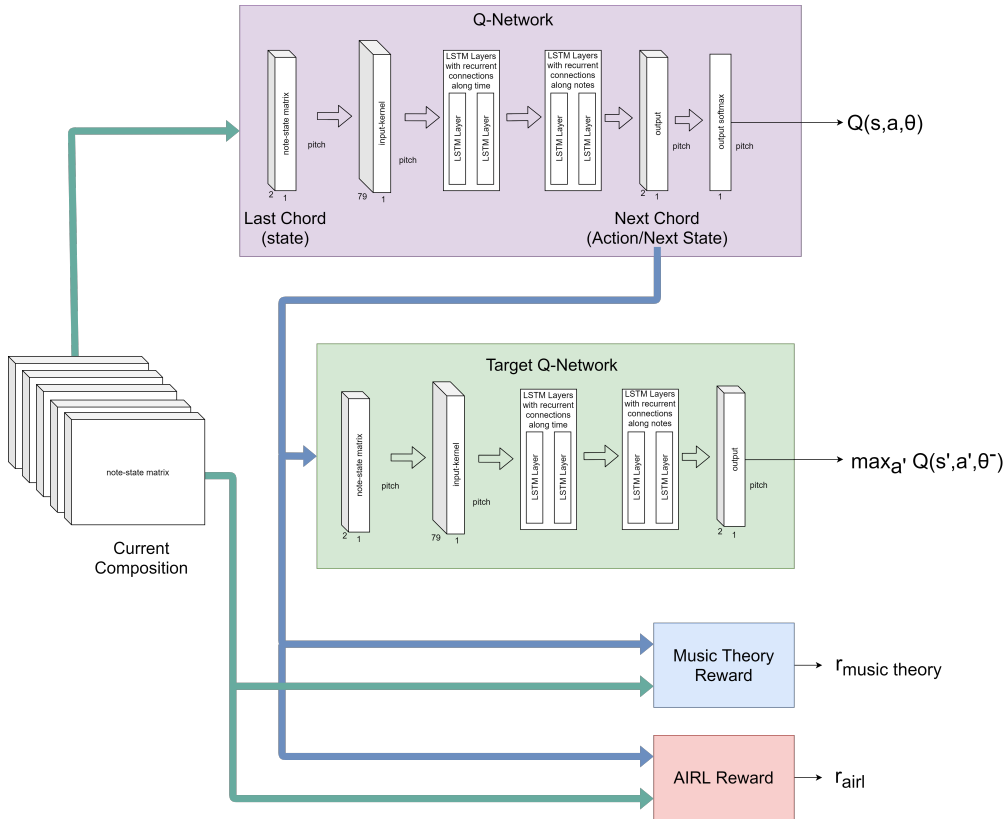 Q-Network
LSTM Layers
with recurrent
connections
along time
LSTM Layers
with recurrent
connections
along notes
note-state matrix
pitch
input-kernel
pitch
LSTM Layer
LSTM Layer
LSTM Layer
LSTM Layer
output
pitch
output softmax
pitch
Q(s,a,θ)
2
1
79
1
2
1
1
Last Chord
(state)
Next Chord
(Action/Next State)
Target Q-Network
LSTM Layers
with recurrent
connections
along time
LSTM Layers
with recurrent
connections
along notes
note-state matrix
pitch
input-kernel
pitch
LSTM Layer
LSTM Layer
LSTM Layer
LSTM Layer
output
pitch
max a' Q(s',a',θ⁻)
2
1
79
1
2
1
note-state matrix
Current
Composition
Music Theory
Reward
r music theory
AIRL Reward
r airl